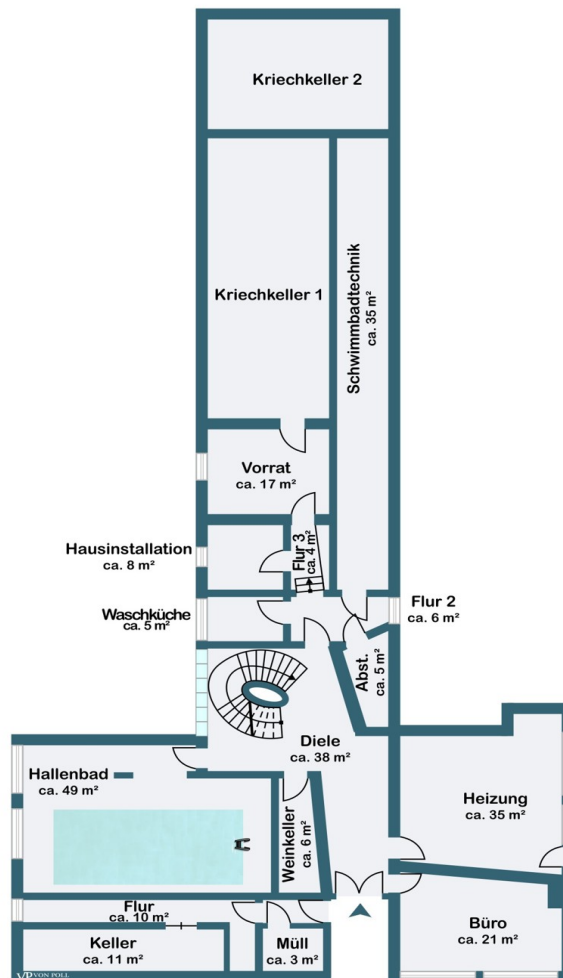 Kriechkeller 2
Kriechkeller 1
Schwimmbadtechnik
ca. 35 m²
Vorrat
ca. 17 m²
Hausinstallation
ca. 8 m²
Flur 3
ca. 4 m²
Waschküche
ca. 5 m²
Flur 2
ca. 6 m²
Abst.
ca. 5 m²
Diele
ca. 38 m²
Hallenbad
ca. 49 m²
Heizung
ca. 35 m²
Weinkeller
ca. 6 m²
Flur
ca. 10 m²
Keller
ca. 11 m²
Müll
ca. 3 m²
Büro
ca. 21 m²
VP VON POLL